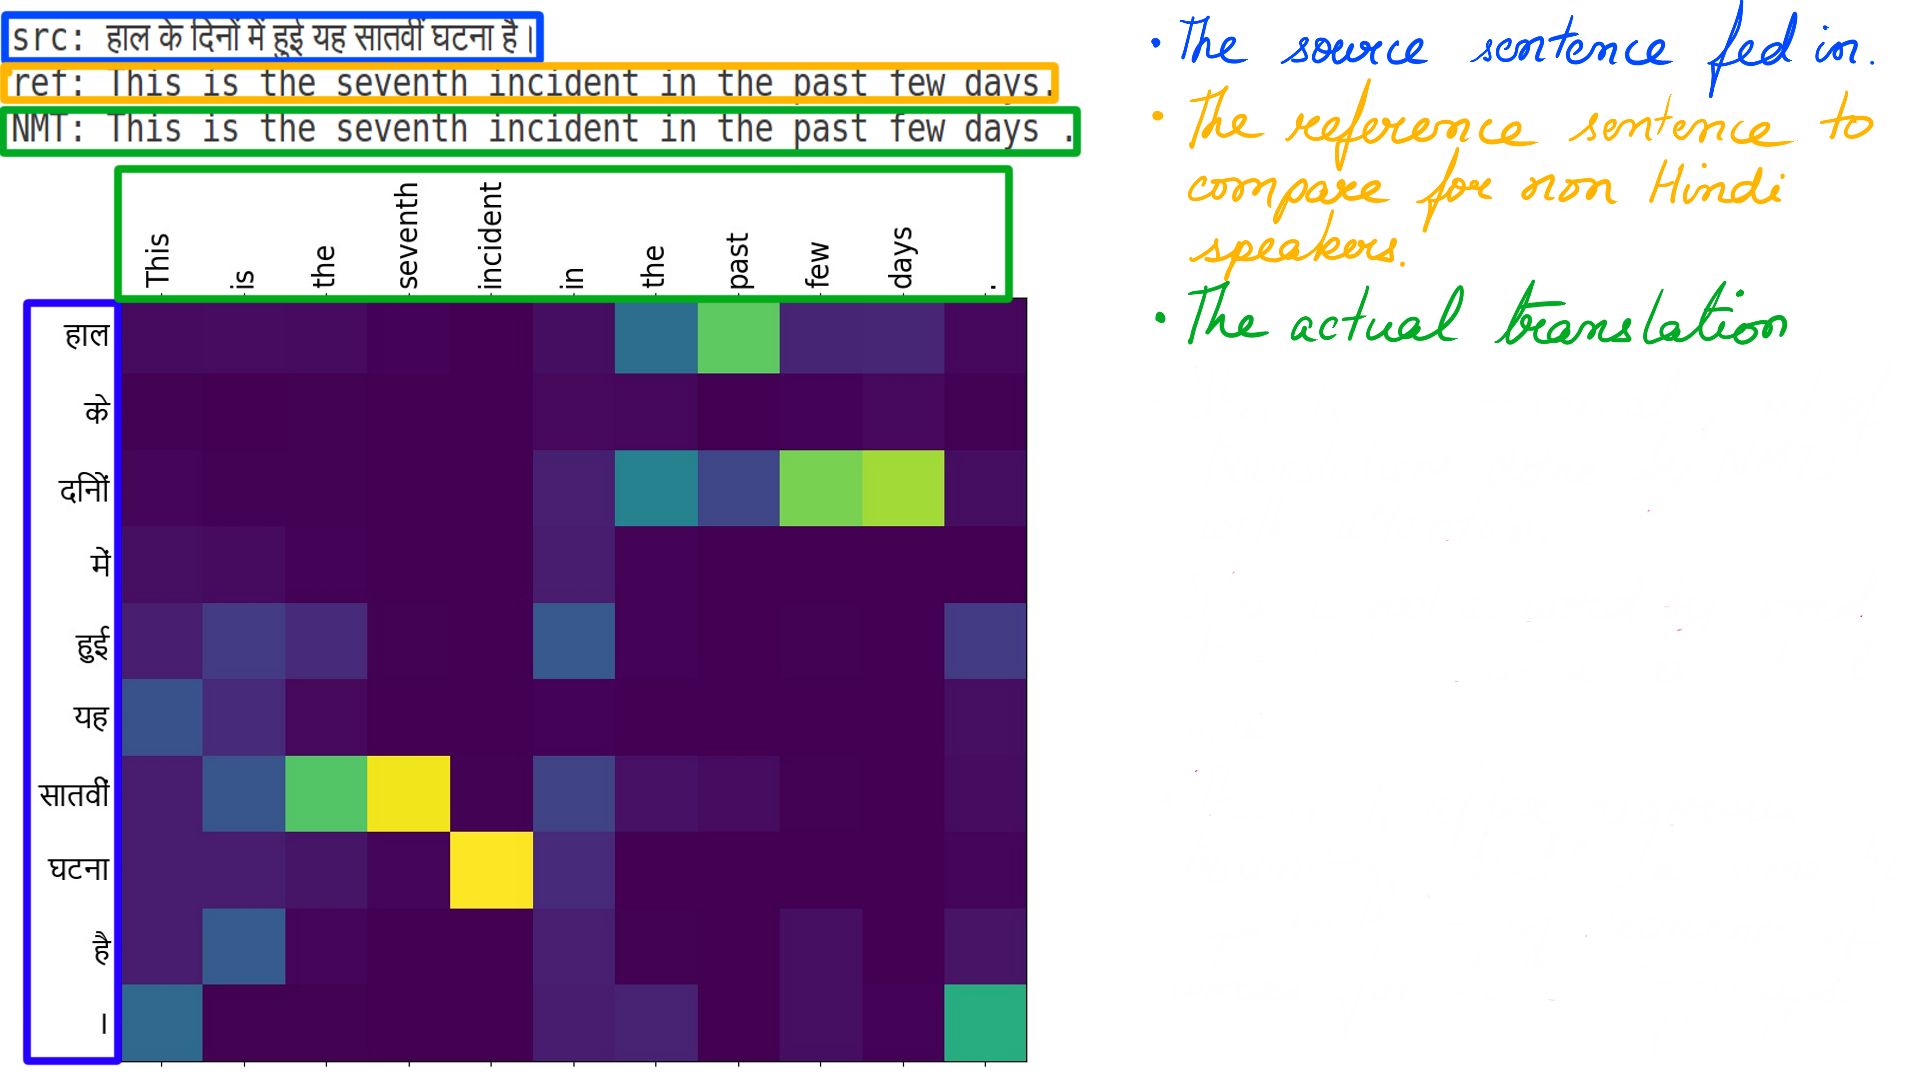 src: हाल के दिनों में हुई यह सातवीं घटना है।
ref: This is the seventh incident in the past few days.
NMT: This is the seventh incident in the past few days .
This is the seventh incident in the past few days .
हाल
के
दिनों
में
हुई
यह
सातवीं
घटना
है
।
• The source sentence fed in.
• The reference sentence to
compare for non Hindi
speakers.
• The actual translation